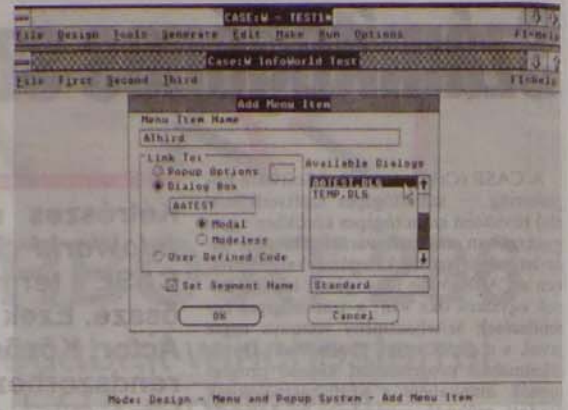 CASE:W - TEST1*
File Design Tools Generate Edit Make Run Options F1=Help
Case:W InfoWorld Test
File First Second Third F1=Help
Add Menu Item
Menu Item Name
AThird
Link To:
Popup Options
Dialog Box
AATEST
Modal
Modeless
User Defined Code
Available Dialogs
AATEST.DLG
TEMP.DLG
Set Segment Name
Standard
OK
Cancel
Mode: Design - Menu and Popup System - Add Menu Item